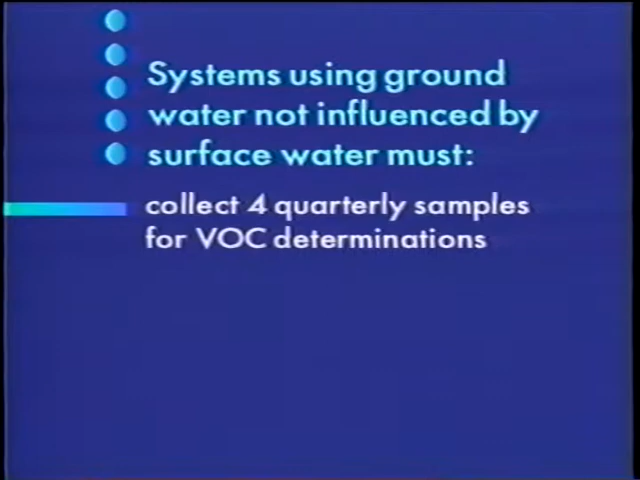 Systems using ground
water not influenced by
surface water must:
collect 4 quarterly samples
for VOC determinations